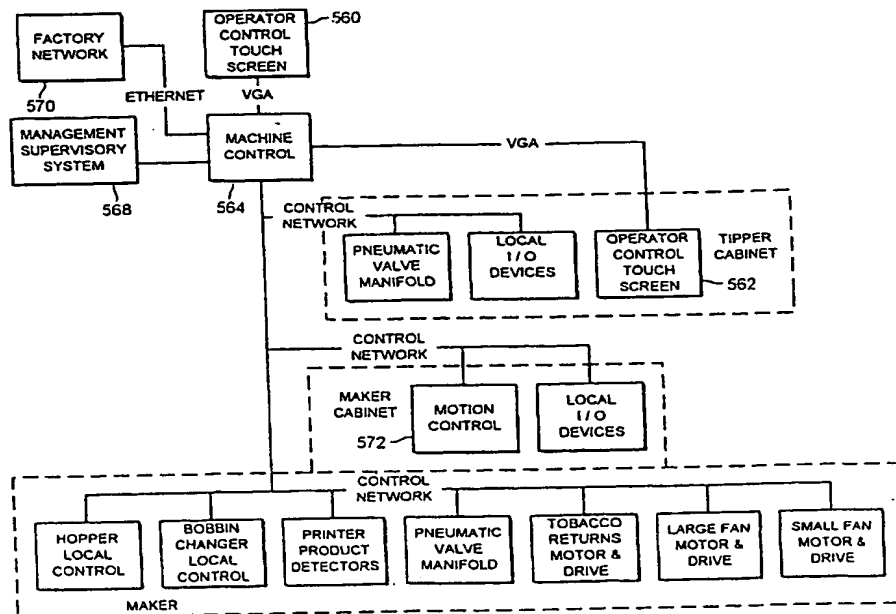 FACTORY
NETWORK
570
OPERATOR
CONTROL
TOUCH
SCREEN
560
ETHERNET
VGA
MANAGEMENT
SUPERVISORY
SYSTEM
568
MACHINE
CONTROL
564
VGA
CONTROL
NETWORK
PNEUMATIC
VALVE
MANIFOLD
LOCAL
I / O
DEVICES
OPERATOR
CONTROL
TOUCH
SCREEN
TIPPER
CABINET
562
CONTROL
NETWORK
MAKER
CABINET
MOTION
CONTROL
572
LOCAL
I / O
DEVICES
CONTROL
NETWORK
HOPPER
LOCAL
CONTROL
BOBBIN
CHANGER
LOCAL
CONTROL
PRINTER
PRODUCT
DETECTORS
PNEUMATIC
VALVE
MANIFOLD
TOBACCO
RETURNS
MOTOR &
DRIVE
LARGE FAN
MOTOR &
DRIVE
SMALL FAN
MOTOR &
DRIVE
MAKER